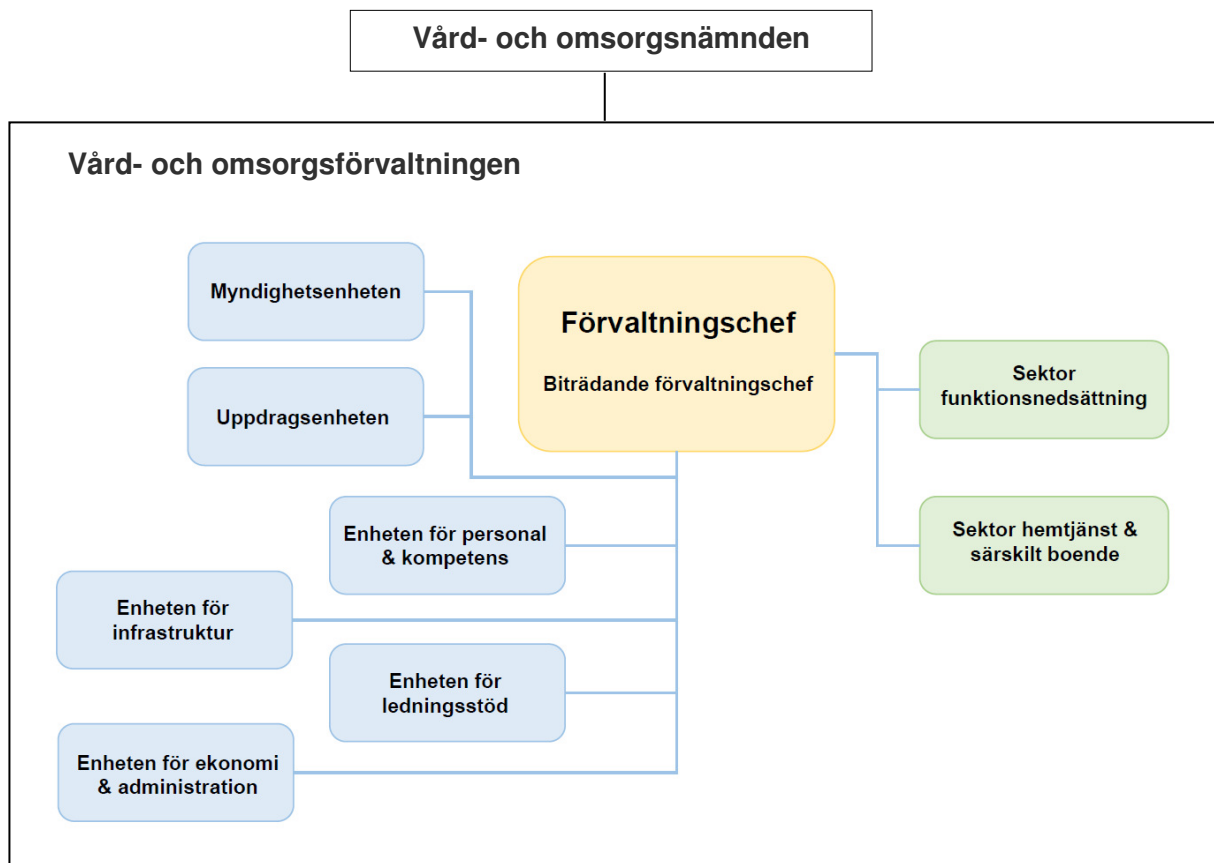 Vård- och omsorgsnämnden
Vård- och omsorgsförvaltningen
Myndighetsenheten
Förvaltningschef
Biträdande förvaltningschef
Sektor
funktionsnedsättning
Uppdragsenheten
Enheten för personal
& kompetens
Sektor hemtjänst &
särskilt boende
Enheten för
infrastruktur
Enheten för
ledningsstöd
Enheten för ekonomi
& administration